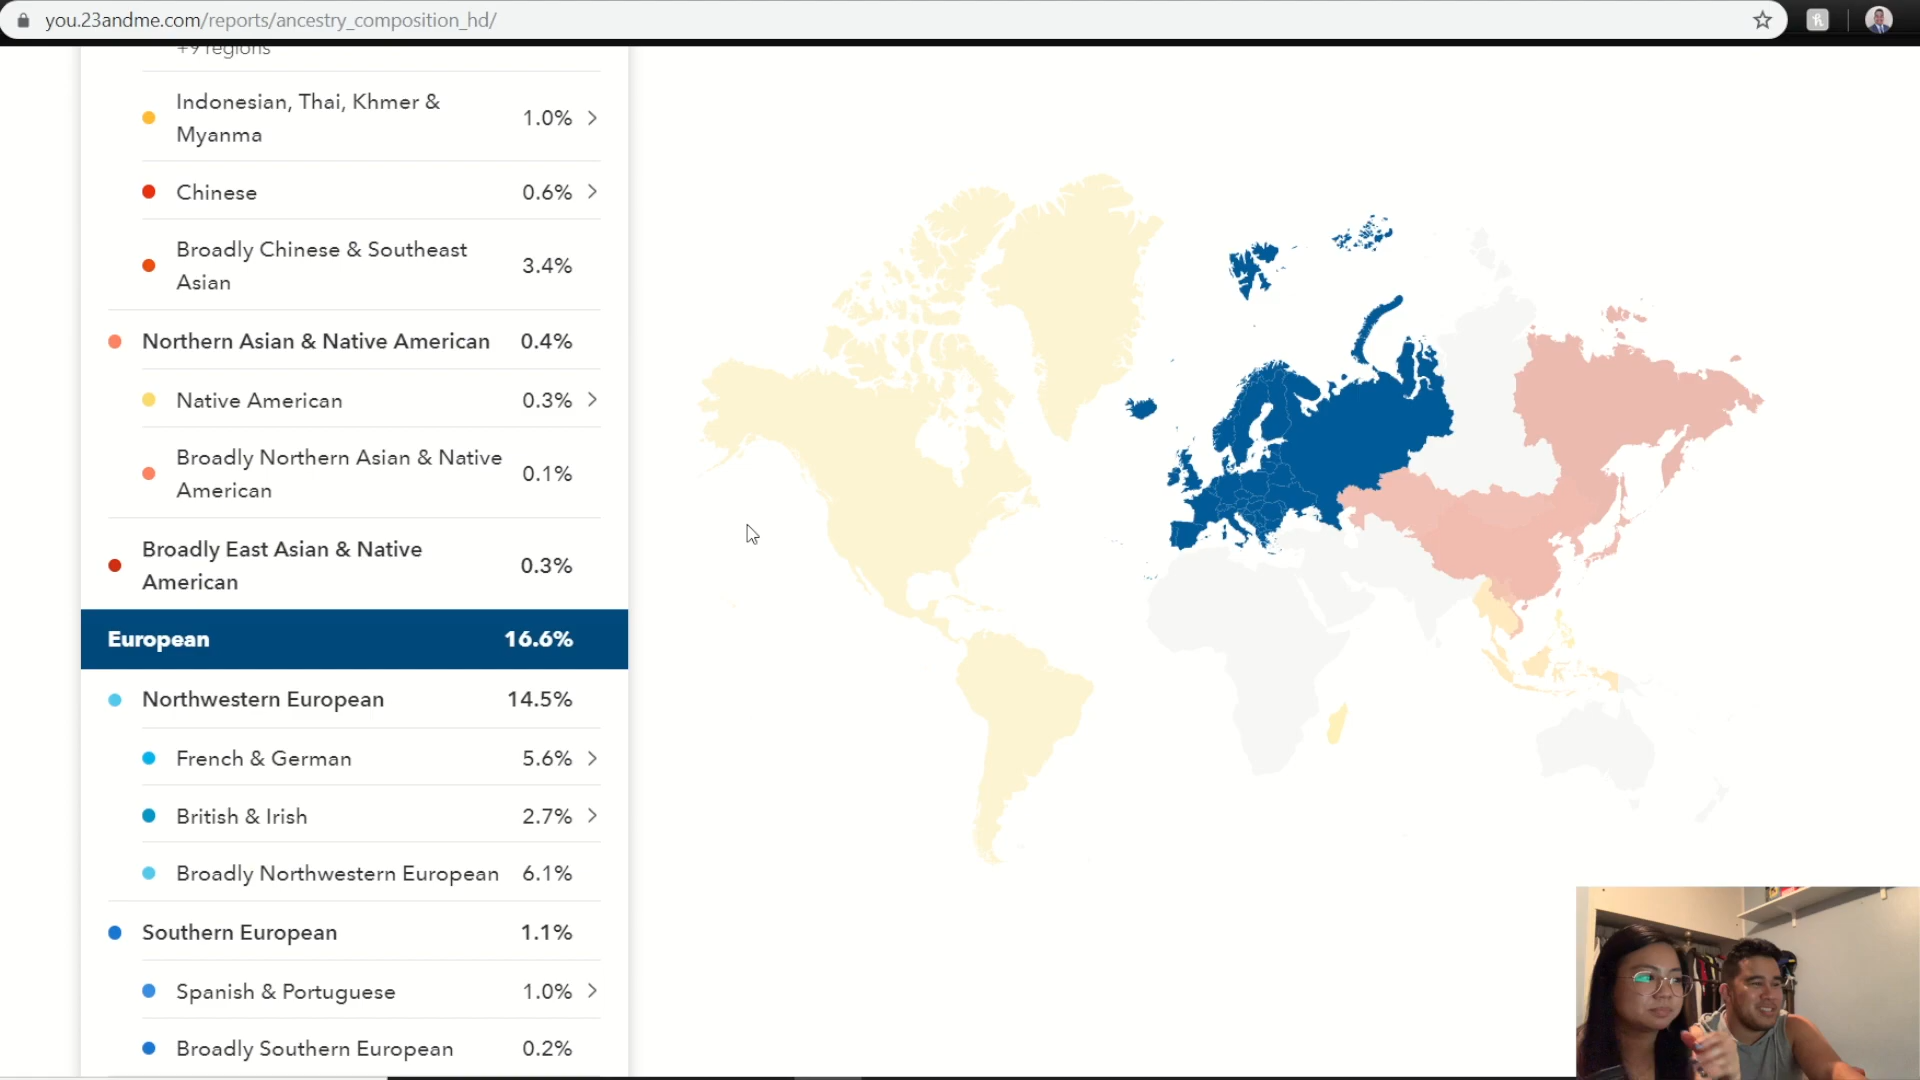 you.23andme.com/reports/ancestry_composition_hd/
+9 regions
Indonesian, Thai, Khmer &
Myanma
1.0%
Chinese
0.6%
Broadly Chinese & Southeast
Asian
3.4%
Northern Asian & Native American
0.4%
Native American
0.3%
Broadly Northern Asian & Native
American
0.1%
Broadly East Asian & Native
American
0.3%
European
16.6%
Northwestern European
14.5%
French & German
5.6%
British & Irish
2.7%
Broadly Northwestern European
6.1%
Southern European
1.1%
Spanish & Portuguese
1.0%
Broadly Southern European
0.2%